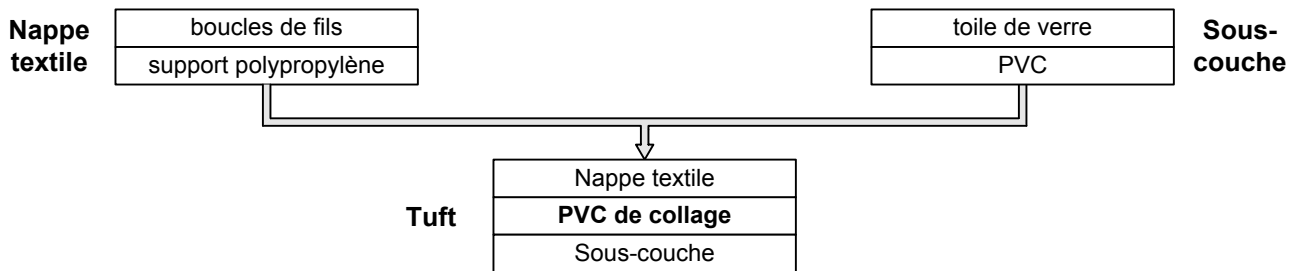 Nappe textile
boucles de fils
support polypropylène
toile de verre
PVC
Sous-
couche
Nappe textile
Tuft
PVC de collage
Sous-couche